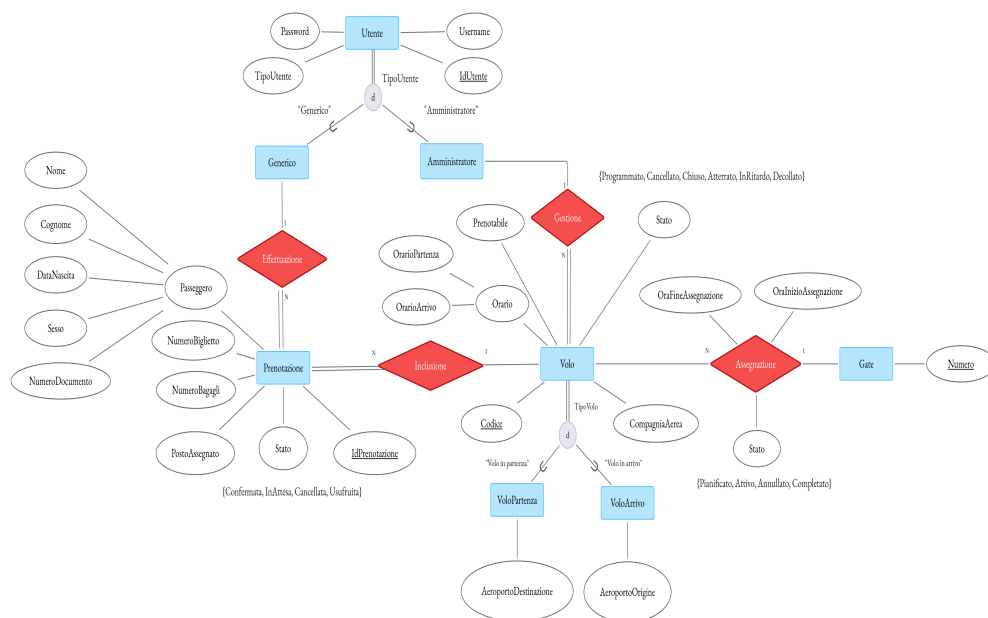 Password
Utente
Username
TipoUtente
TipoUtente
IdUtente
d
"Generico"
"Amministratore"
Generico
Amministratore
Nome
{Programmato, Cancellato, Chiuso, Atterrato, InRitardo, Decollato}
1
Cognome
Prenotabile
Gestione
Stato
1
Effettuazione
OrarioPartenza
N
DataNascita
Passeggero
N
OrarioArrivo
Orario
OraFineAssegnazione
OraInizioAssegnazione
Sesso
NumeroBiglietto
Prenotazione
N
Inclusione
1
Volo
N
Assegnazione
1
Gate
Numero
NumeroDocumento
NumeroBagagli
TipoVolo
Codice
CompagniaAerea
d
PostoAssegnato
Stato
IdPrenotazione
Stato
"Volo in partenza"
"Volo in arrivo"
{Confermata, InAttesa, Cancellata, Usufruita}
{Pianificato, Attivo, Annullato, Completato}
VoloPartenza
VoloArrivo
AeroportoDestinazione
AeroportoOrigine